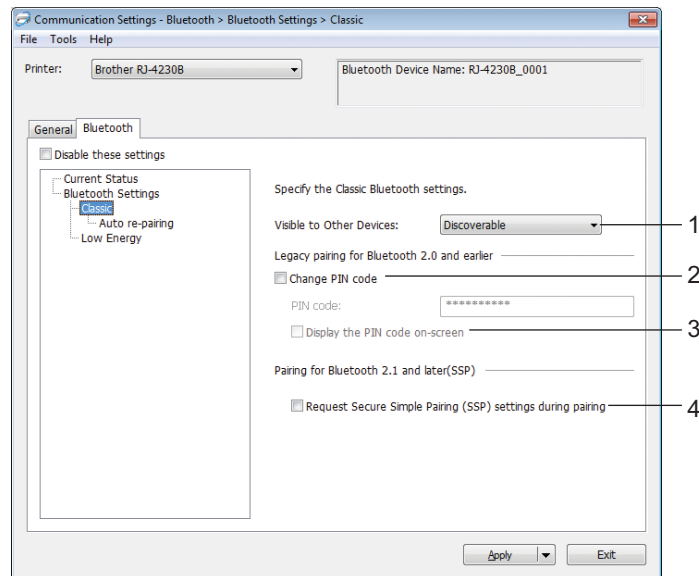 Communication Settings - Bluetooth > Bluetooth Settings > Classic
File Tools Help
Printer: Brother RJ-4230B
Bluetooth Device Name: RJ-4230B_0001
General Bluetooth
Disable these settings
Current Status
Bluetooth Settings
Classic
Auto re-pairing
Low Energy
Specify the Classic Bluetooth settings.
Visible to Other Devices: Discoverable 1
Legacy pairing for Bluetooth 2.0 and earlier
Change PIN code 2
PIN code: **********
Display the PIN code on-screen 3
Pairing for Bluetooth 2.1 and later(SSP)
Request Secure Simple Pairing (SSP) settings during pairing 4
Apply Exit